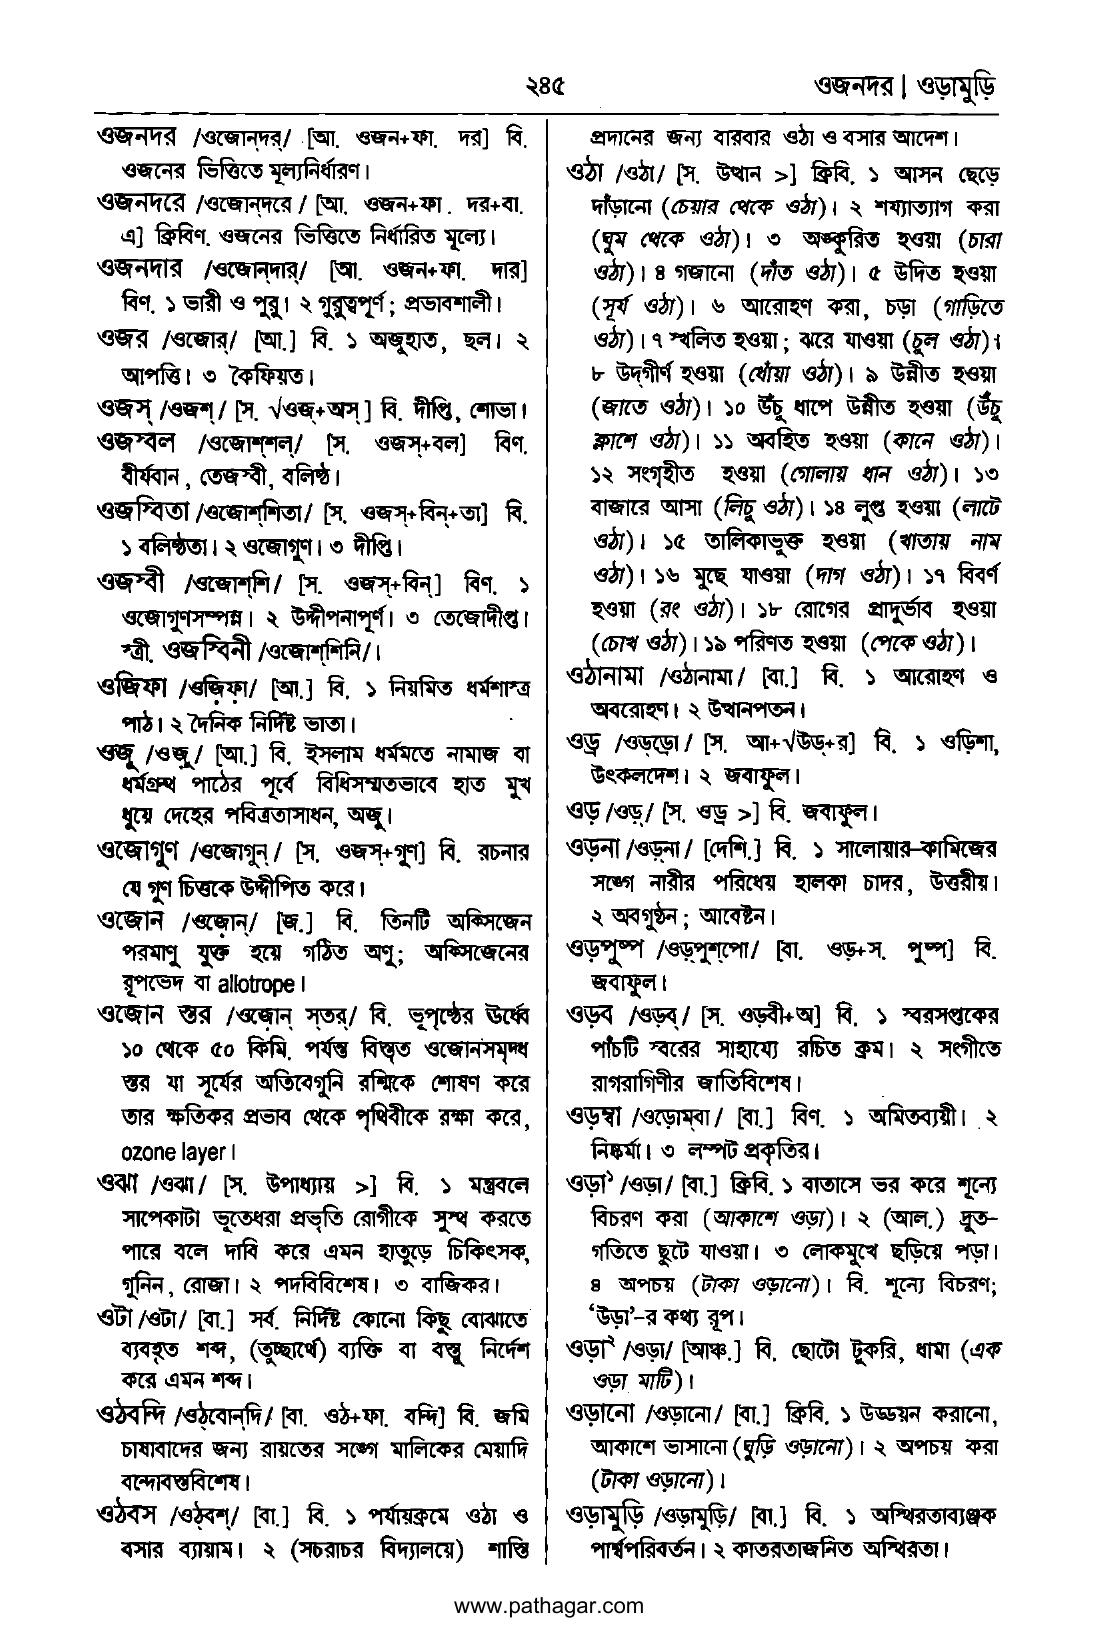 ২৪৫
ওজনদর | ওড়ামুড়ি
ওজনদর /ওজোন্‌দর্/ [আ. ওজন+ফা. দর] বি.
ওজনের ভিত্তিতে মূল্যনির্ধারণ।
ওজনদরে /ওজোন্‌দরে / [আ. ওজন+ফা. দর+বা.
এ] ক্রিবিণ. ওজনের ভিত্তিতে নির্ধারিত মূল্যে।
ওজনদার /ওজোন্‌দার্/ [আ. ওজন+ফা. দার]
বিণ. ১ ভারী ও পুরু। ২ গুরুত্বপূর্ণ; প্রভাবশালী।
ওজর /ওজোর্/ [আ.] বি. ১ অজুহাত, ছল। ২
আপত্তি। ৩ কৈফিয়ত।
ওজস্ /ওজশ্/ [স. √ওজ্+অস্] বি. দীপ্তি, শোভা।
ওজস্বল /ওজোশ্‌শল্/ [স. ওজস্+বল] বিণ.
বীর্যবান, তেজস্বী, বলিষ্ঠ।
ওজস্বিতা /ওজোশ্‌শিতা/ [স. ওজস্+বিন্+তা] বি.
১ বলিষ্ঠতা। ২ ওজোগুণ। ৩ দীপ্তি।
ওজস্বী /ওজোশ্‌শি/ [স. ওজস্+বিন্] বিণ. ১
ওজোগুণসম্পন্ন। ২ উদ্দীপনাপূর্ণ। ৩ তেজোদীপ্ত।
স্ত্রী. ওজস্বিনী /ওজোশ্‌শিনি/।
ওজিফা /ওজ়িফ়া/ [আ.] বি. ১ নিয়মিত ধর্মশাস্ত্র
পাঠ। ২ দৈনিক নির্দিষ্ট ভাতা।
ওজু /ওজ়ু/ [আ.] বি. ইসলাম ধর্মমতে নামাজ বা
ধর্মগ্রন্থ পাঠের পূর্বে বিধিসম্মতভাবে হাত মুখ
ধুয়ে দেহের পবিত্রতাসাধন, অজু।
ওজোগুণ /ওজোগুন্/ [স. ওজস্+গুণ] বি. রচনার
যে গুণ চিত্তকে উদ্দীপিত করে।
ওজোন /ওজ়োন্/ [জ.] বি. তিনটি অক্সিজেন
পরমাণু যুক্ত হয়ে গঠিত অণু; অক্সিজেনের
রূপভেদ বা allotrope।
ওজোন স্তর /ওজ়োন্ স্‌তর্/ বি. ভূপৃষ্ঠের ঊর্ধ্বে
১০ থেকে ৫০ কিমি. পর্যন্ত বিস্তৃত ওজোনসমৃদ্ধ
স্তর যা সূর্যের অতিবেগুনি রশ্মিকে শোষণ করে
তার ক্ষতিকর প্রভাব থেকে পৃথিবীকে রক্ষা করে,
ozone layer।
ওঝা /ওঝা/ [স. উপাধ্যায় >] বি. ১ মন্ত্রবলে
সাপেকাটা ভূতেধরা প্রভৃতি রোগীকে সুস্থ করতে
পারে বলে দাবি করে এমন হাতুড়ে চিকিৎসক,
গুনিন, রোজা। ২ পদবিবিশেষ। ৩ বাজিকর।
ওটা /ওটা/ [বা.] সর্ব. নির্দিষ্ট কোনো কিছু বোঝাতে
ব্যবহৃত শব্দ, (তুচ্ছার্থে) ব্যক্তি বা বস্তু নির্দেশ
করে এমন শব্দ।
ওঠবন্দি /ওঠ্‌বোন্‌দি/ [বা. ওঠ+ফা. বন্দি] বি. জমি
চাষাবাদের জন্য রায়তের সঙ্গে মালিকের মেয়াদি
বন্দোবস্তবিশেষ।
ওঠবস /ওঠ্‌বশ্/ [বা.] বি. ১ পর্যায়ক্রমে ওঠা ও
বসার ব্যায়াম। ২ (সচরাচর বিদ্যালয়ে) শাস্তি
প্রদানের জন্য বারবার ওঠা ও বসার আদেশ।
ওঠা /ওঠা/ [স. উত্থান >] ক্রিবি. ১ আসন ছেড়ে
দাঁড়ানো (চেয়ার থেকে ওঠা)। ২ শয্যাত্যাগ করা
(ঘুম থেকে ওঠা)। ৩ অঙ্কুরিত হওয়া (চারা
ওঠা)। ৪ গজানো (দাঁত ওঠা)। ৫ উদিত হওয়া
(সূর্য ওঠা)। ৬ আরোহণ করা, চড়া (গাড়িতে
ওঠা)। ৭ স্খলিত হওয়া; ঝরে যাওয়া (চুল ওঠা)।
৮ উদ্‌গীর্ণ হওয়া (ধোঁয়া ওঠা)। ৯ উন্নীত হওয়া
(জাতে ওঠা)। ১০ উঁচু ধাপে উন্নীত হওয়া (উঁচু
ক্লাশে ওঠা)। ১১ অবহিত হওয়া (কানে ওঠা)।
১২ সংগৃহীত হওয়া (গোলায় ধান ওঠা)। ১৩
বাজারে আসা (লিচু ওঠা)। ১৪ লুপ্ত হওয়া (লাটে
ওঠা)। ১৫ তালিকাভুক্ত হওয়া (খাতায় নাম
ওঠা)। ১৬ মুছে যাওয়া (দাগ ওঠা)। ১৭ বিবর্ণ
হওয়া (রং ওঠা)। ১৮ রোগের প্রাদুর্ভাব হওয়া
(চোখ ওঠা)। ১৯ পরিণত হওয়া (পেকে ওঠা)।
ওঠানামা /ওঠানামা/ [বা.] বি. ১ আরোহণ ও
অবরোহণ। ২ উত্থানপতন।
ওড্র /ওড্‌ড্রো/ [স. আ+√উড্+র] বি. ১ ওড়িশা,
উৎকলদেশ। ২ জবাফুল।
ওড় /ওড়্/ [স. ওড্র >] বি. জবাফুল।
ওড়না /ওড়্‌না/ [দেশি.] বি. ১ সালোয়ার-কামিজের
সঙ্গে নারীর পরিধেয় হালকা চাদর, উত্তরীয়।
২ অবগুণ্ঠন; আবেষ্টন।
ওড়পুষ্প /ওড়্‌পুশ্‌পো/ [বা. ওড়+স. পুষ্প] বি.
জবাফুল।
ওড়ব /ওড়ব্/ [স. ওড়বী+অ] বি. ১ স্বরসপ্তকের
পাঁচটি স্বরের সাহায্যে রচিত ক্রম। ২ সংগীতে
রাগরাগিণীর জাতিবিশেষ।
ওড়ম্বা /ওড়োম্‌বা/ [বা.] বিণ. ১ অমিতব্যয়ী। ২
নিষ্কর্মা। ৩ লম্পট প্রকৃতির।
ওড়া১ /ওড়া/ [বা.] ক্রিবি. ১ বাতাসে ভর করে শূন্যে
বিচরণ করা (আকাশে ওড়া)। ২ (আল.) দ্রুত-
গতিতে ছুটে যাওয়া। ৩ লোকমুখে ছড়িয়ে পড়া।
৪ অপচয় (টাকা ওড়ানো)। বি. শূন্যে বিচরণ;
‘উড়া’-র কথ্য রূপ।
ওড়া২ /ওড়া/ [আঞ্চ.] বি. ছোটো টুকরি, ধামা (এক
ওড়া মাটি)।
ওড়ানো /ওড়ানো/ [বা.] ক্রিবি. ১ উড্ডয়ন করানো,
আকাশে ভাসানো (ঘুড়ি ওড়ানো)। ২ অপচয় করা
(টাকা ওড়ানো)।
ওড়ামুড়ি /ওড়ামুড়ি/ [বা.] বি. ১ অস্থিরতাব্যঞ্জক
পার্শ্বপরিবর্তন। ২ কাতরতাজনিত অস্থিরতা।
www.pathagar.com